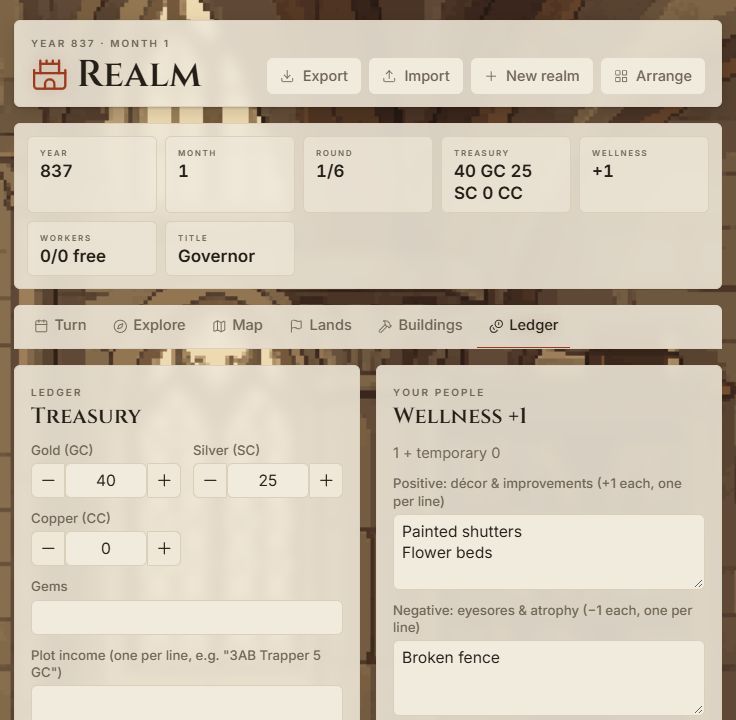 YEAR 837 · MONTH 1
REALM
Export
Import
New realm
Arrange
YEAR
837
MONTH
1
ROUND
1/6
TREASURY
40 GC 25
SC 0 CC
WELLNESS
+1
WORKERS
0/0 free
TITLE
Governor
Turn
Explore
Map
Lands
Buildings
Ledger
LEDGER
TREASURY
Gold (GC)
− 40 +
Silver (SC)
− 25 +
Copper (CC)
− 0 +
Gems
Plot income (one per line, e.g. "3AB Trapper 5
GC")
YOUR PEOPLE
WELLNESS +1
1 + temporary 0
Positive: décor & improvements (+1 each, one
per line)
Painted shutters
Flower beds
Negative: eyesores & atrophy (−1 each, one per
line)
Broken fence